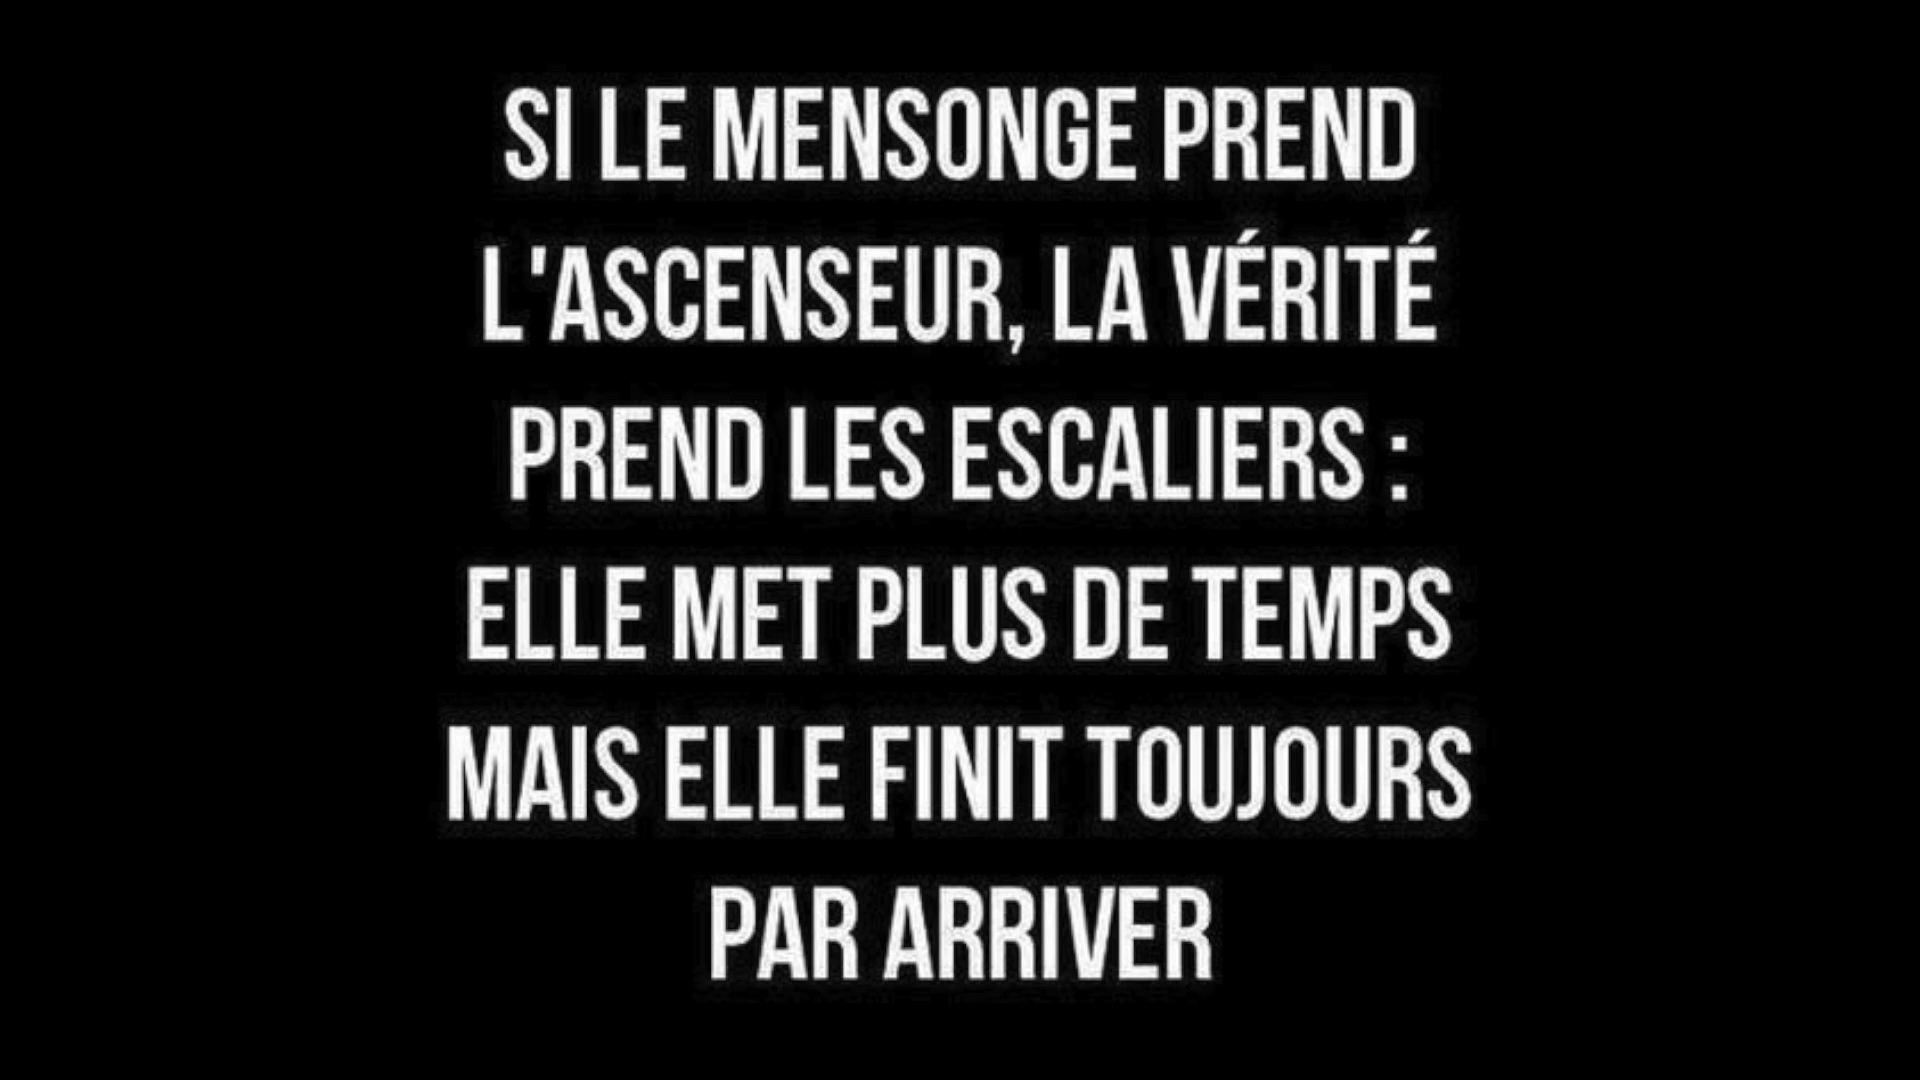 SI LE MENSONGE PREND
L'ASCENSEUR, LA VÉRITÉ
PREND LES ESCALIERS :
ELLE MET PLUS DE TEMPS
MAIS ELLE FINIT TOUJOURS
PAR ARRIVER